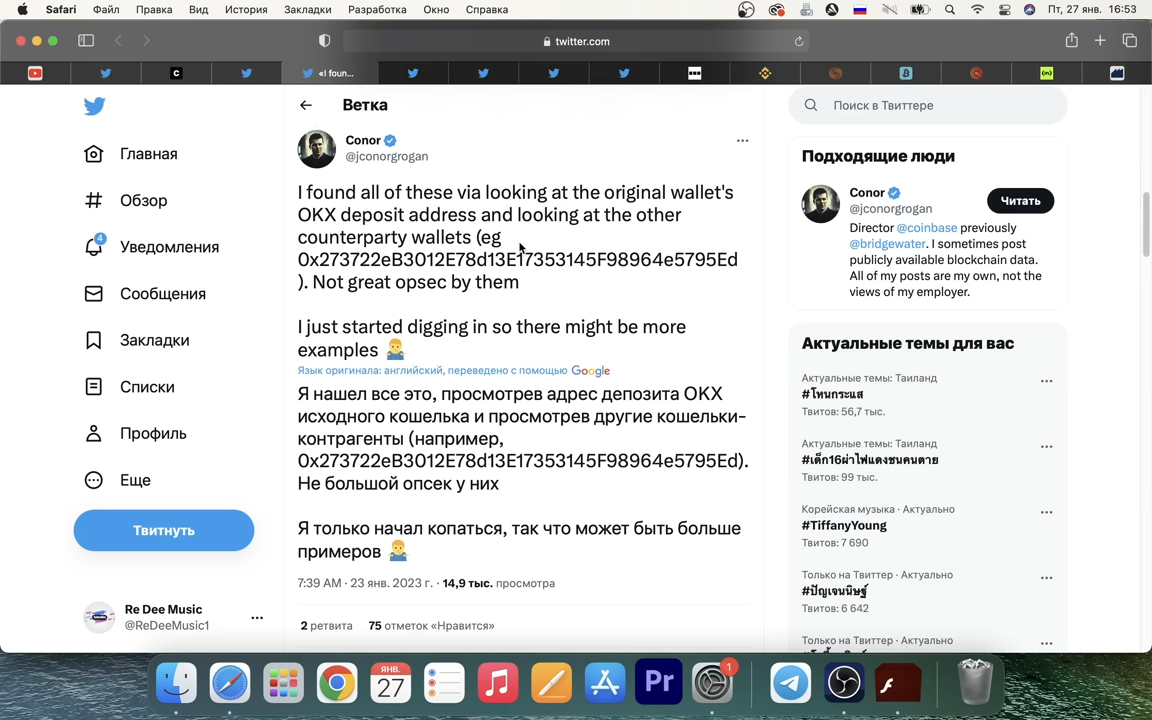 Safari Файл Правка Вид История Закладки Разработка Окно Справка Пт, 27 янв. 16:53
twitter.com
«I foun...
Ветка
Поиск в Твиттере
Conor
@jconorgrogan
I found all of these via looking at the original wallet's
OKX deposit address and looking at the other
counterparty wallets (eg
0x273722eB3012E78d13E17353145F98964e5795Ed
). Not great opsec by them
I just started digging in so there might be more
examples
Язык оригинала: английский, переведено с помощью Google
Я нашел все это, просмотрев адрес депозита OKX
исходного кошелька и просмотрев другие кошельки-
контрагенты (например,
0x273722eB3012E78d13E17353145F98964e5795Ed).
Не большой опсек у них
Я только начал копаться, так что может быть больше
примеров
7:39 AM · 23 янв. 2023 г. · 14,9 тыс. просмотра
2 ретвита 75 отметок «Нравится»
Главная
Обзор
4
Уведомления
Сообщения
Закладки
Списки
Профиль
Еще
Твитнуть
Re Dee Music
@ReDeeMusic1
Подходящие люди
Conor
@jconorgrogan
Читать
Director @coinbase previously
@bridgewater. I sometimes post
publicly available blockchain data.
All of my posts are my own, not the
views of my employer.
Актуальные темы для вас
Актуальные темы: Таиланд
#โหนกระแส
Твитов: 56,7 тыс.
Актуальные темы: Таиланд
#เด็ก16ผ่าไฟแดงชนคนตาย
Твитов: 99 тыс.
Корейская музыка · Актуально
#TiffanyYoung
Твитов: 7 690
Только на Твиттер · Актуально
#ปัญเจนนิษฐ์
Твитов: 6 642
Только на Твиттер · Актуально
ЯНВ.
27
Pr
1